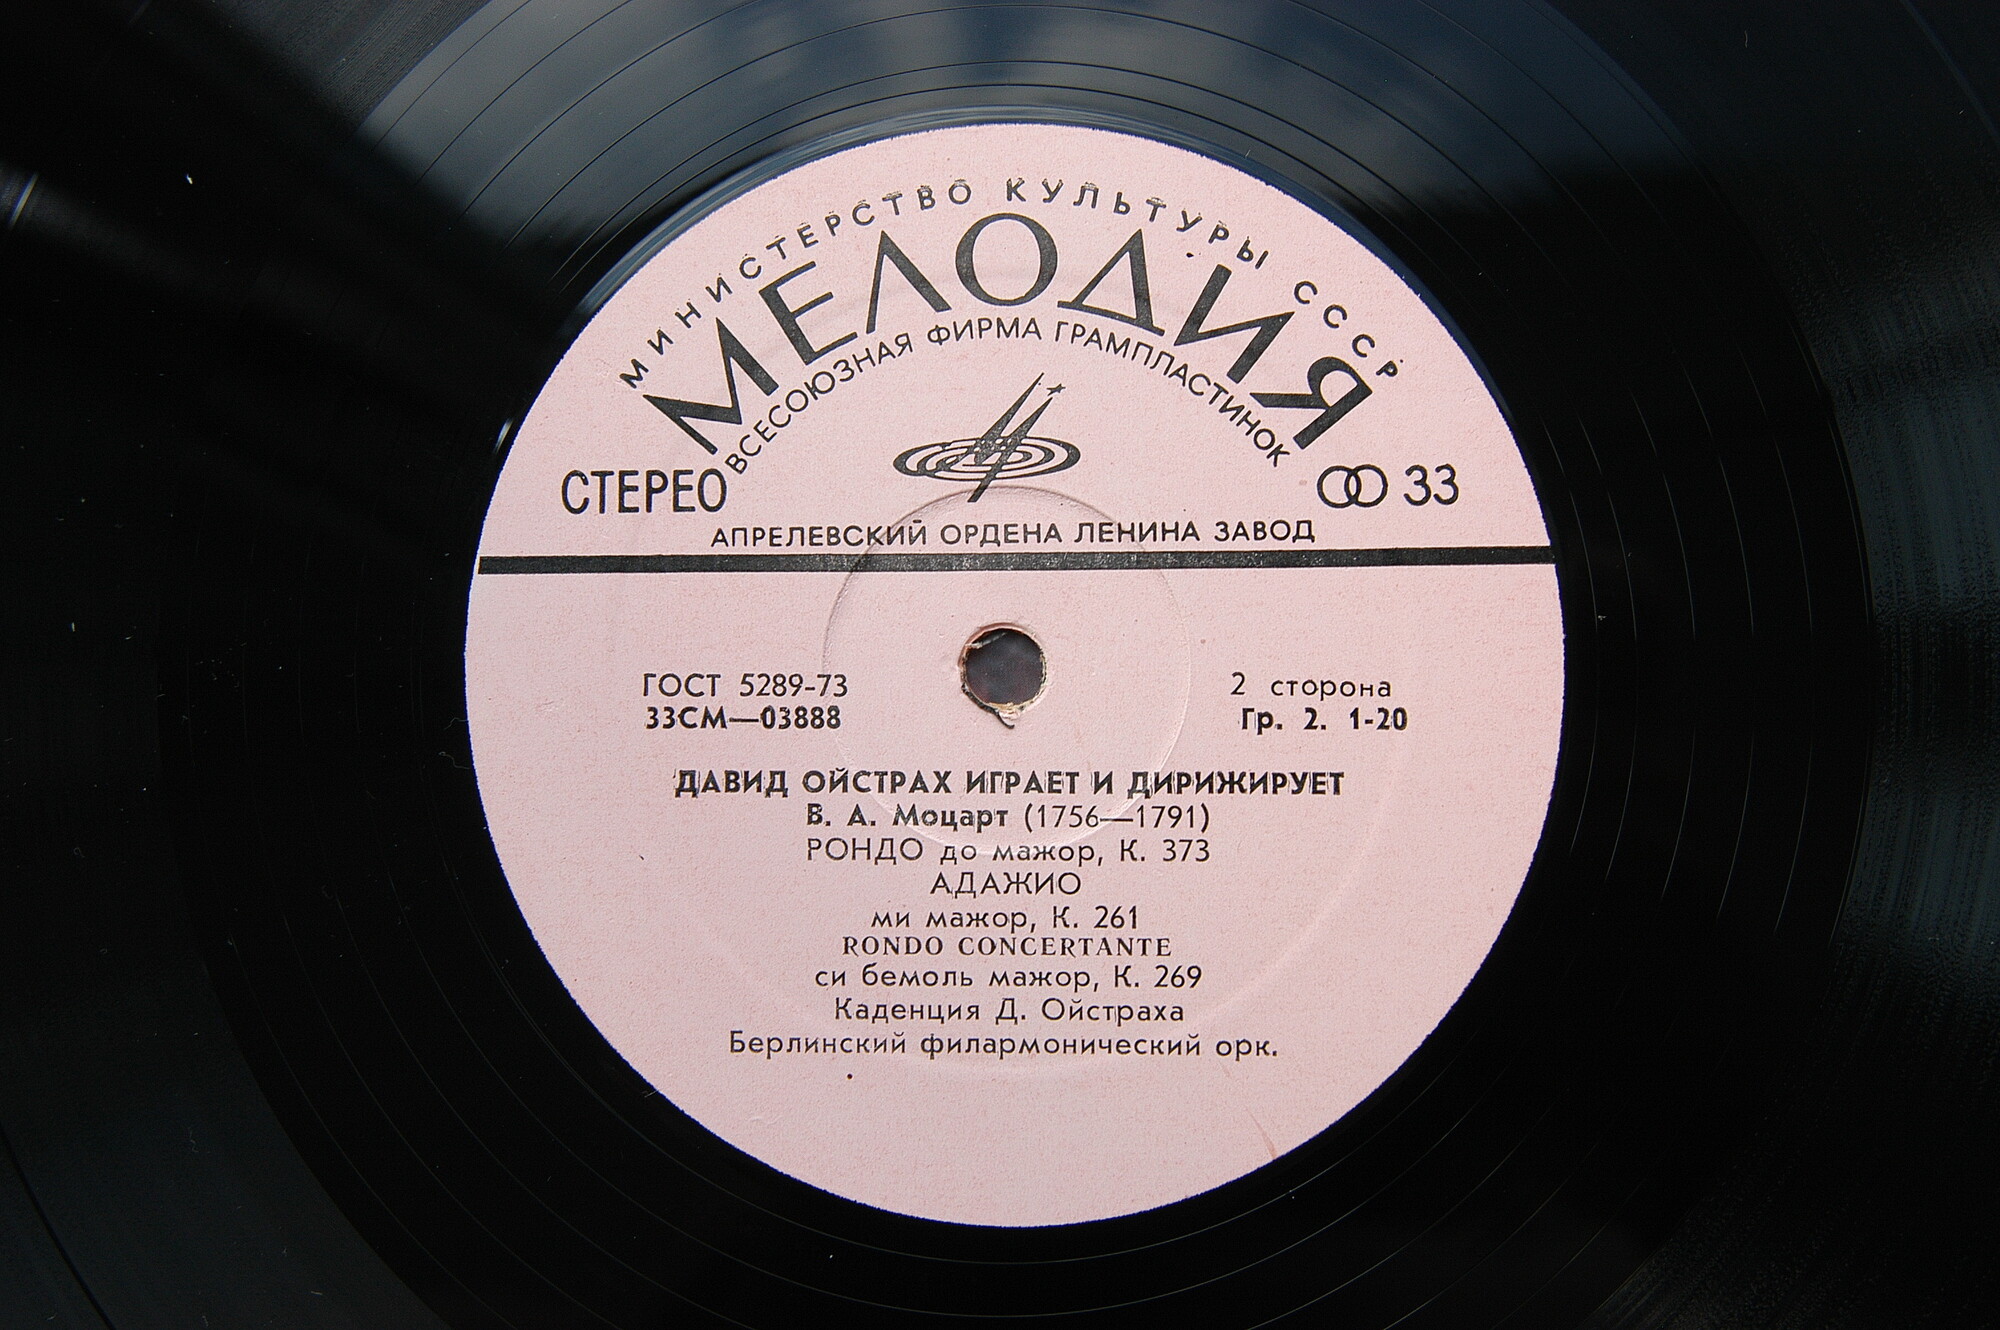 МИНИСТЕРСТВО КУЛЬТУРЫ СССР
МЕЛОДИЯ
ВСЕСОЮЗНАЯ ФИРМА ГРАМПЛАСТИНОК
СТЕРЕО
33
АПРЕЛЕВСКИЙ ОРДЕНА ЛЕНИНА ЗАВОД
ГОСТ 5289-73
2 сторона
33СМ—03888
Гр. 2. 1-20
ДАВИД ОЙСТРАХ ИГРАЕТ И ДИРИЖИРУЕТ
В. А. Моцарт (1756—1791)
РОНДО до мажор, К. 373
АДАЖИО
ми мажор, К. 261
RONDO CONCERTANTE
си бемоль мажор, К. 269
Каденция Д. Ойстраха
Берлинский филармонический орк.